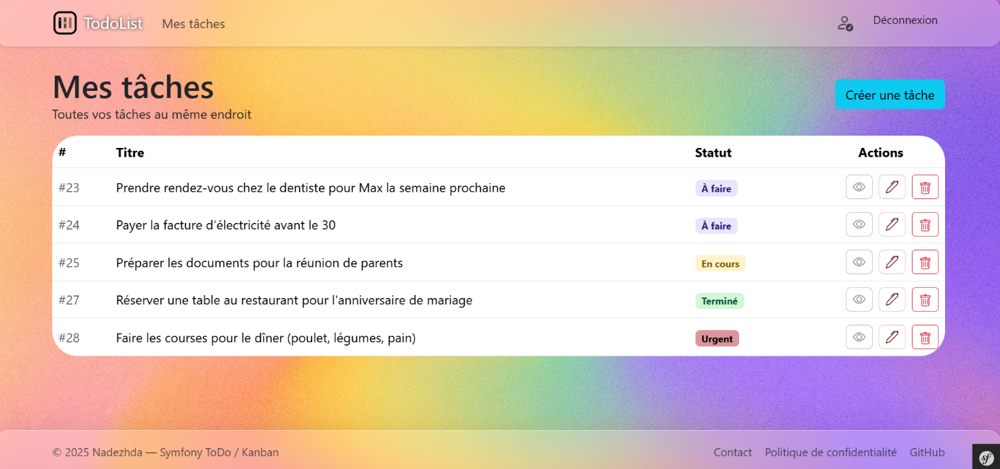 TodoList Mes tâches Déconnexion
Mes tâches
Toutes vos tâches au même endroit
Créer une tâche
# Titre Statut Actions
#23 Prendre rendez-vous chez le dentiste pour Max la semaine prochaine À faire
#24 Payer la facture d'électricité avant le 30 À faire
#25 Préparer les documents pour la réunion de parents En cours
#27 Réserver une table au restaurant pour l'anniversaire de mariage Terminé
#28 Faire les courses pour le dîner (poulet, légumes, pain) Urgent
© 2025 Nadezhda — Symfony ToDo / Kanban Contact Politique de confidentialité GitHub
sf